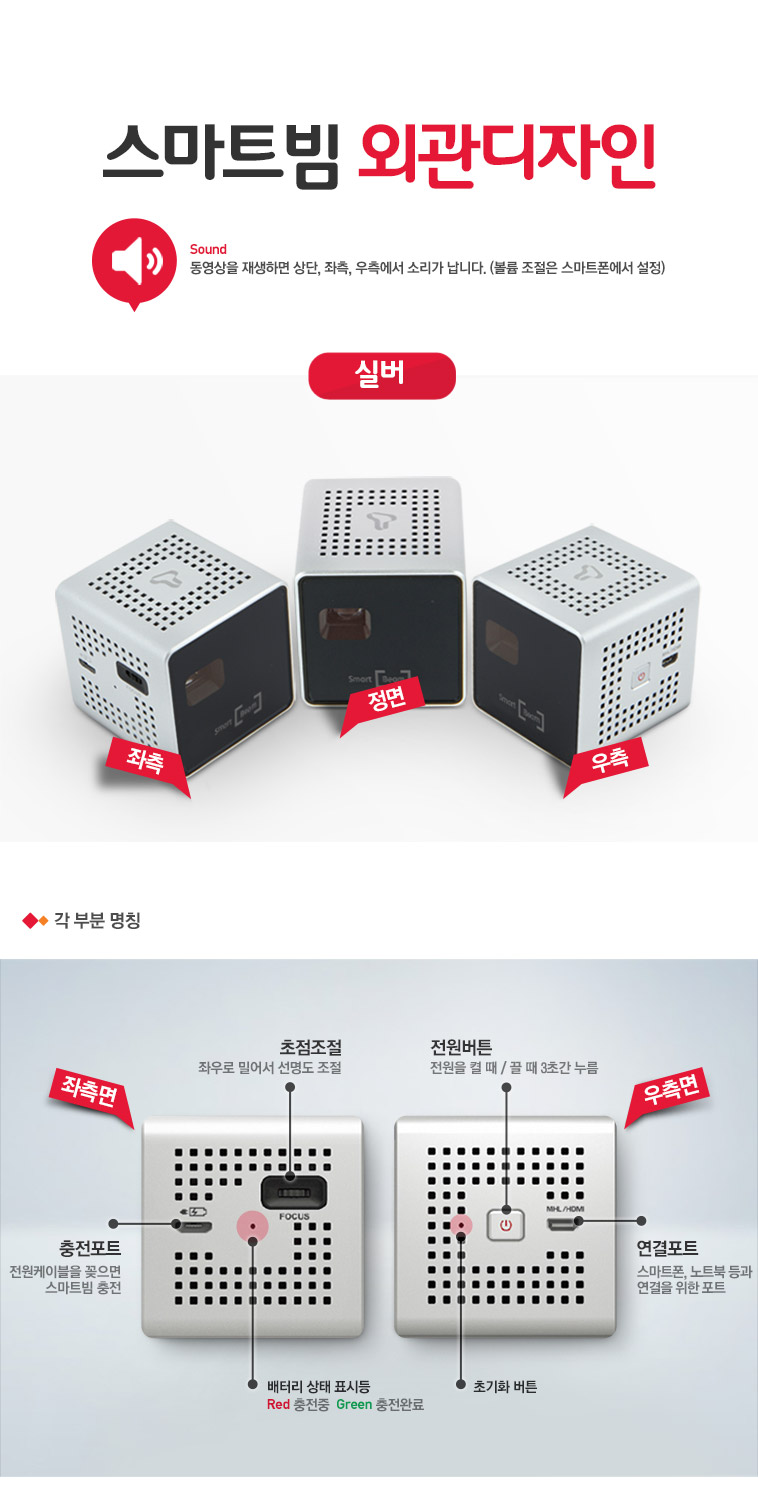 스마트빔 외관디자인
Sound
동영상을 재생하면 상단, 좌측, 우측에서 소리가 납니다. (볼륨 조절은 스마트폰에서 설정)
실버
Smart [Beam]
Smart [Beam]
Smart [Beam]
정면
좌측
우측
각 부분 명칭
초점조절
좌우로 밀어서 선명도 조절
전원버튼
전원을 켤 때 / 끌 때 3초간 누름
좌측면
우측면
FOCUS
MHL/HDMI
충전포트
전원케이블을 꽂으면
스마트빔 충전
연결포트
스마트폰, 노트북 등과
연결을 위한 포트
배터리 상태 표시등
Red 충전중 Green 충전완료
초기화 버튼